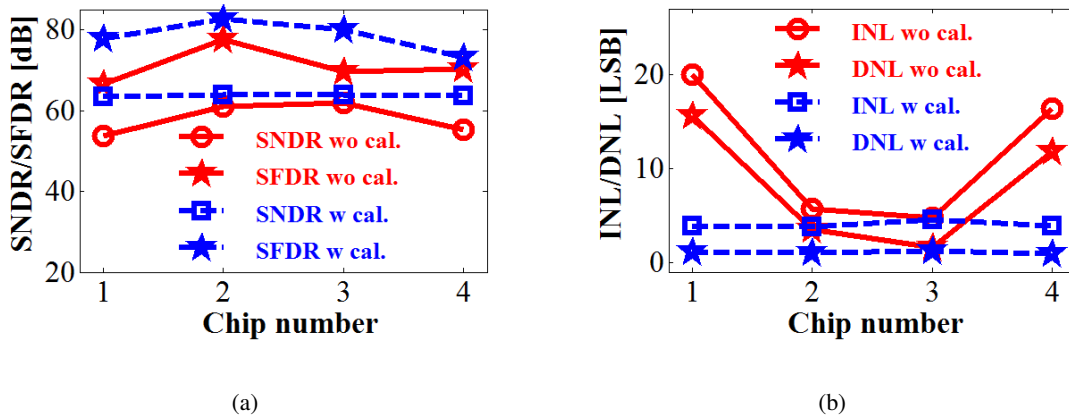 SNDR/SFDR [dB]
80
60
40
20
SNDR wo cal.
SFDR wo cal.
SNDR w cal.
SFDR w cal.
1 2 3 4
Chip number
(a)
INL/DNL [LSB]
20
10
0
INL wo cal.
DNL wo cal.
INL w cal.
DNL w cal.
1 2 3 4
Chip number
(b)